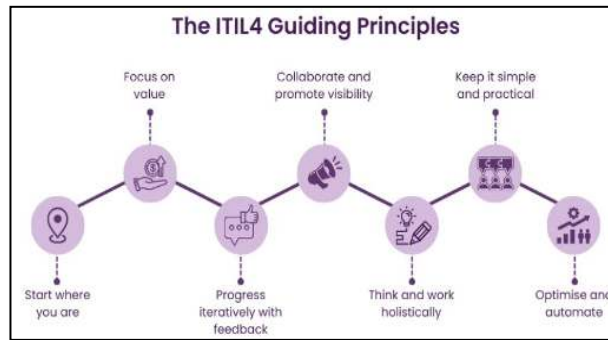 The ITIL4 Guiding Principles
Focus on
value
Collaborate and
promote visibility
Keep it simple
and practical
Start where
you are
Progress
iteratively with
feedback
Think and work
holistically
Optimise and
automate